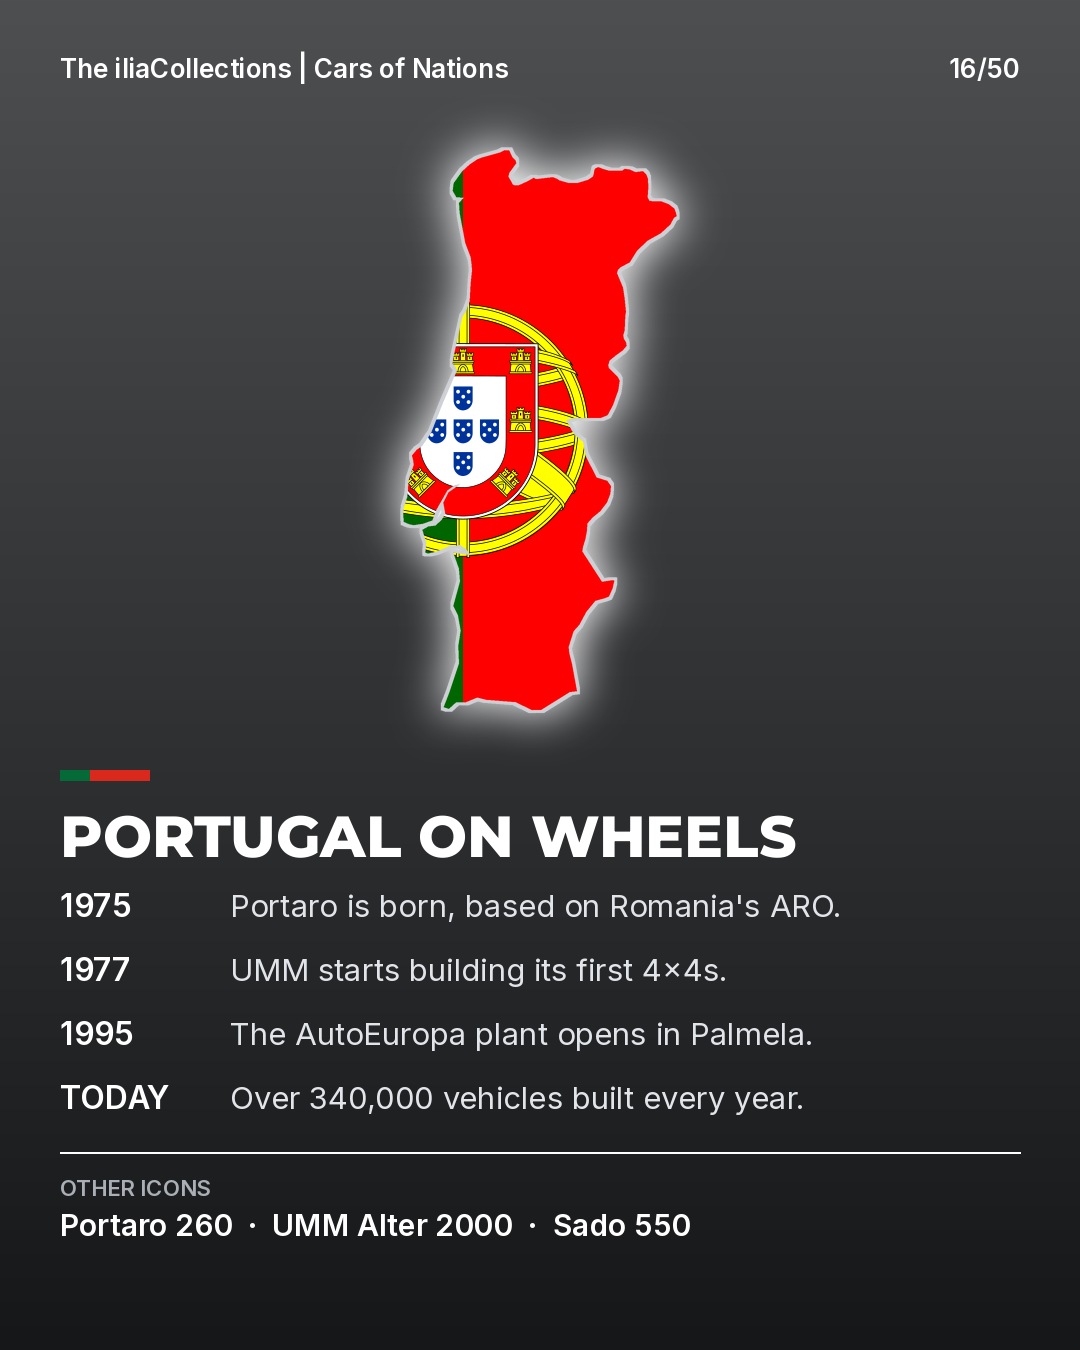 The iliaCollections | Cars of Nations
16/50
PORTUGAL ON WHEELS
1975 Portaro is born, based on Romania's ARO.
1977 UMM starts building its first 4×4s.
1995 The AutoEuropa plant opens in Palmela.
TODAY Over 340,000 vehicles built every year.
OTHER ICONS
Portaro 260 · UMM Alter 2000 · Sado 550